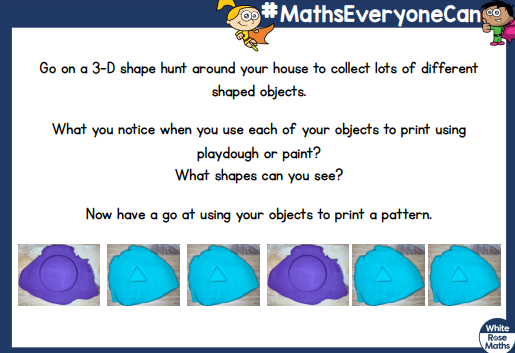 #MathsEveryoneCan
Go on a 3-D shape hunt around your house to collect lots of different
shaped objects.
What you notice when you use each of your objects to print using
playdough or paint?
What shapes can you see?
Now have a go at using your objects to print a pattern.
White
Rose
Maths